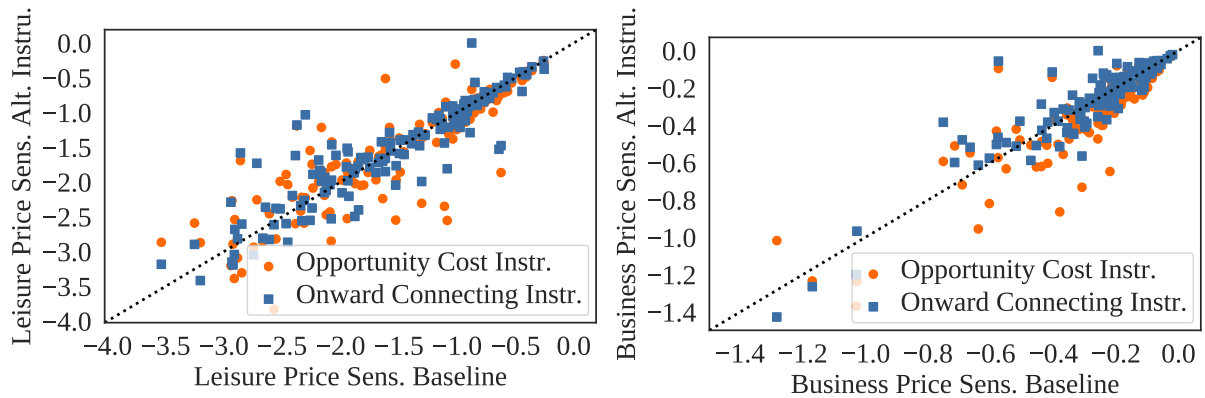 Leisure Price Sens. Alt. Instru.
0.0
−0.5
−1.0
−1.5
−2.0
−2.5
−3.0
−3.5
−4.0
Opportunity Cost Instr.
Onward Connecting Instr.
−4.0 −3.5 −3.0 −2.5 −2.0 −1.5 −1.0 −0.5 0.0
Leisure Price Sens. Baseline
Business Price Sens. Alt. Instru.
0.0
−0.2
−0.4
−0.6
−0.8
−1.0
−1.2
−1.4
Opportunity Cost Instr.
Onward Connecting Instr.
−1.4 −1.2 −1.0 −0.8 −0.6 −0.4 −0.2 0.0
Business Price Sens. Baseline